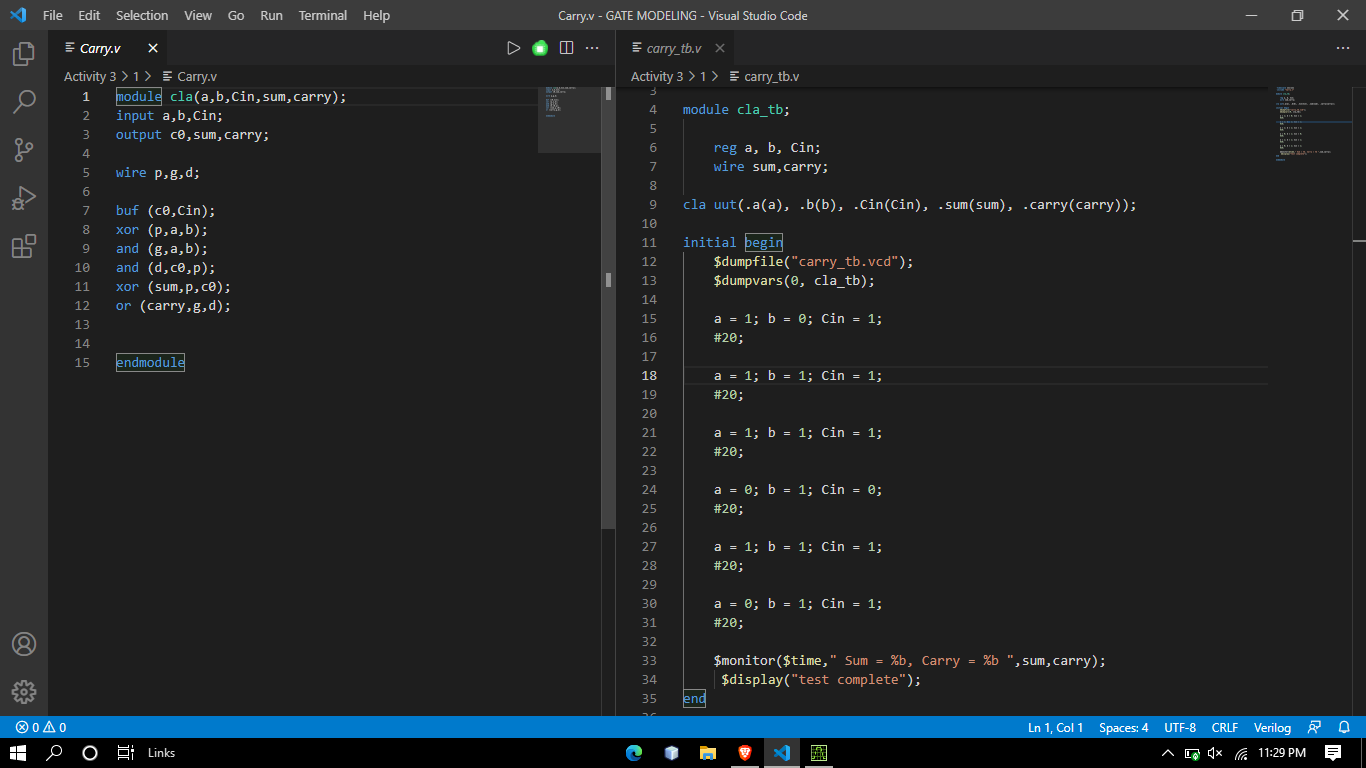 File Edit Selection View Go Run Terminal Help Carry.v - GATE MODELING - Visual Studio Code
Carry.v
Activity 3 > 1 > Carry.v
1 module cla(a,b,Cin,sum,carry);
2 input a,b,Cin;
3 output c0,sum,carry;
4
5 wire p,g,d;
6
7 buf (c0,Cin);
8 xor (p,a,b);
9 and (g,a,b);
10 and (d,c0,p);
11 xor (sum,p,c0);
12 or (carry,g,d);
13
14
15 endmodule
carry_tb.v
Activity 3 > 1 > carry_tb.v
3
4 module cla_tb;
5
6 reg a, b, Cin;
7 wire sum,carry;
8
9 cla uut(.a(a), .b(b), .Cin(Cin), .sum(sum), .carry(carry));
10
11 initial begin
12 $dumpfile("carry_tb.vcd");
13 $dumpvars(0, cla_tb);
14
15 a = 1; b = 0; Cin = 1;
16 #20;
17
18 a = 1; b = 1; Cin = 1;
19 #20;
20
21 a = 1; b = 1; Cin = 1;
22 #20;
23
24 a = 0; b = 1; Cin = 0;
25 #20;
26
27 a = 1; b = 1; Cin = 1;
28 #20;
29
30 a = 0; b = 1; Cin = 1;
31 #20;
32
33 $monitor($time," Sum = %b, Carry = %b ",sum,carry);
34 $display("test complete");
35 end
0 0 Ln 1, Col 1 Spaces: 4 UTF-8 CRLF Verilog
Links 11:29 PM